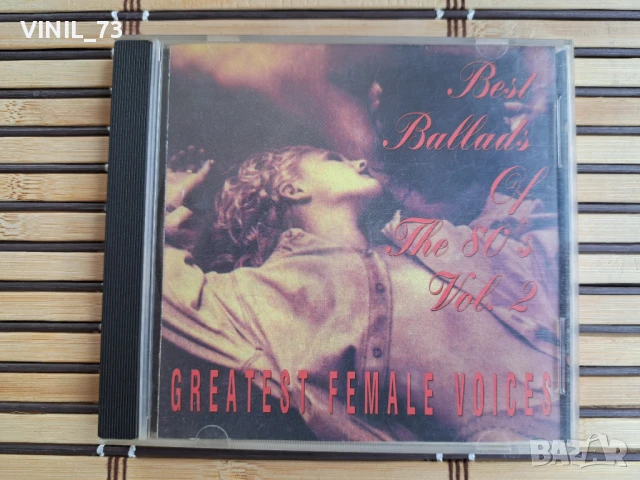 VINIL_73
Best
Ballads
Of
The 80's
Vol. 2
GREATEST FEMALE VOICES
BAZAR